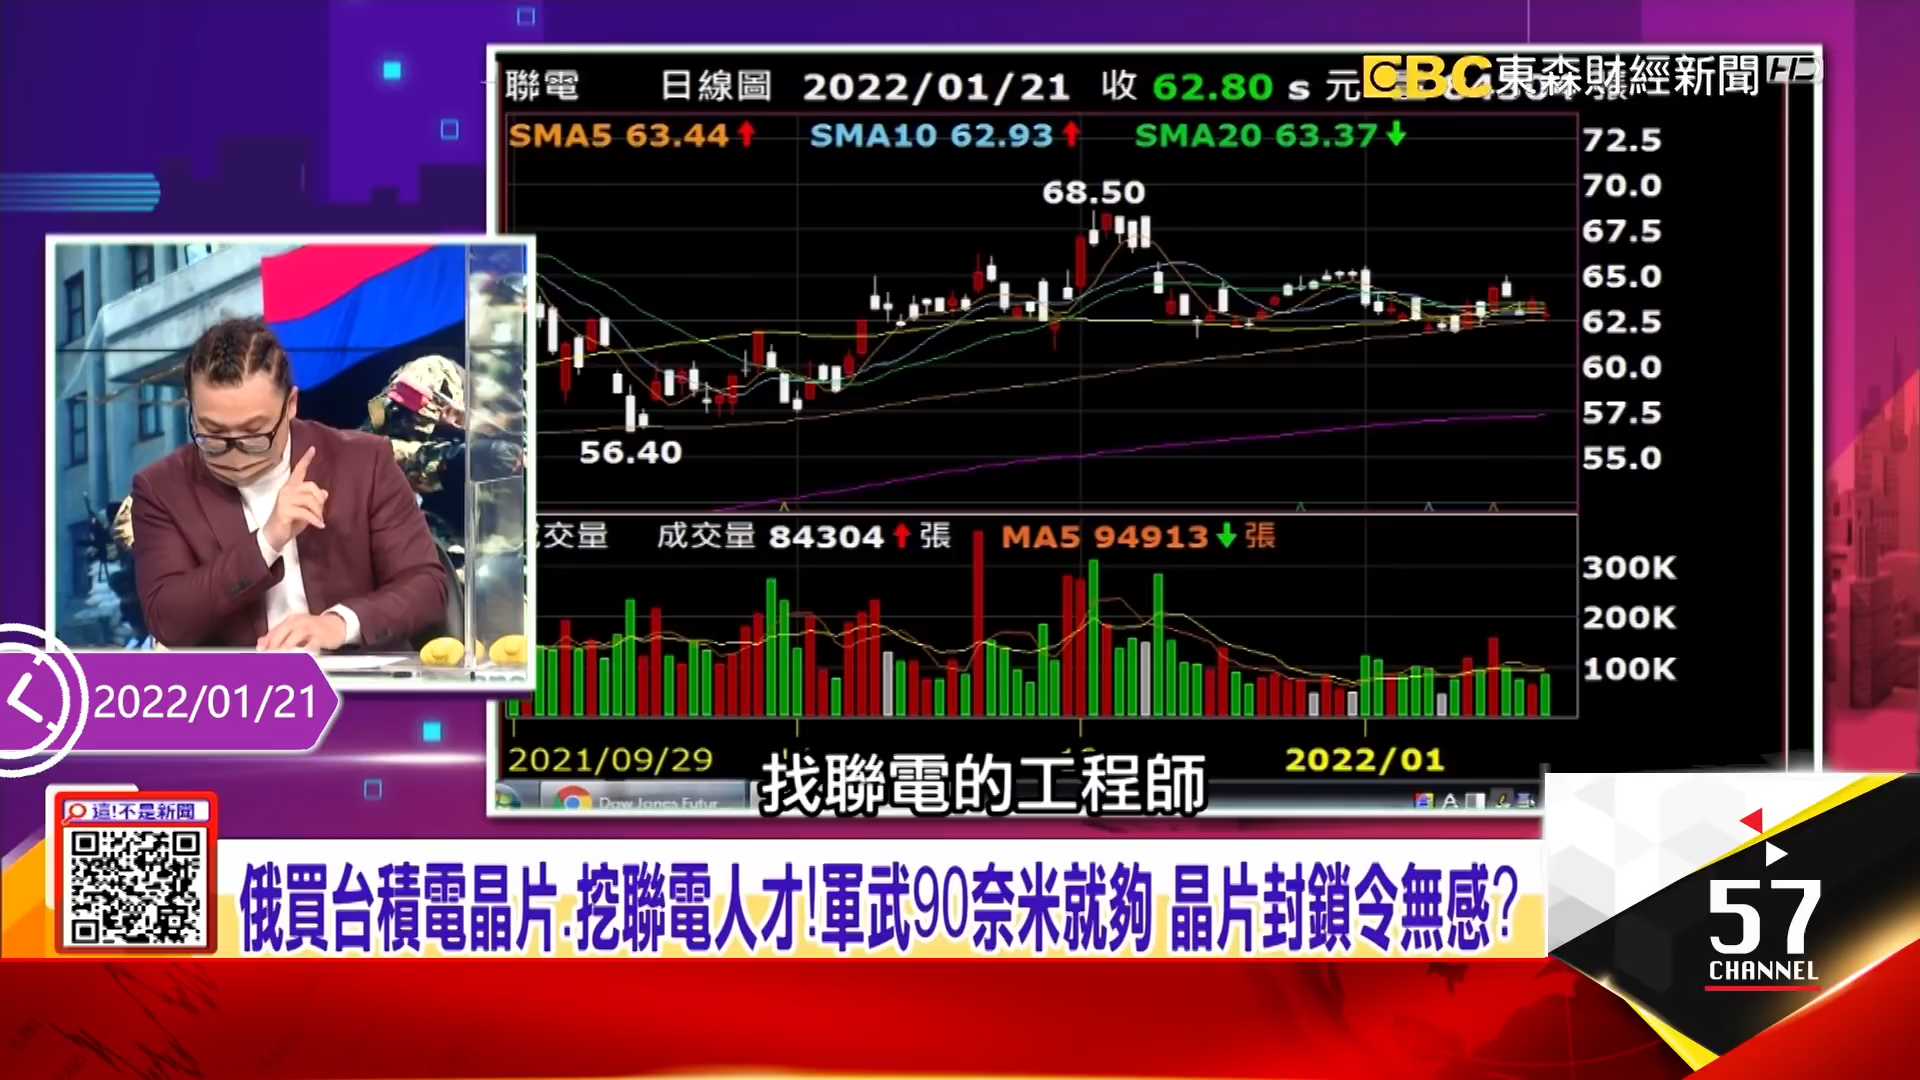 聯電 日線圖 2022/01/21 收 62.80 s 元
EBC 東森財經新聞 HD
SMA5 63.44 SMA10 62.93 SMA20 63.37
72.5
70.0
67.5
65.0
62.5
60.0
57.5
55.0
68.50
56.40
成交量 84304 張 MA5 94913 張
300K
200K
100K
2021/09/29
2022/01
Dow Jones Futur
2022/01/21
找聯電的工程師
這!不是新聞
俄買台積電晶片.挖聯電人才!軍武90奈米就夠 晶片封鎖令無感?
57
CHANNEL